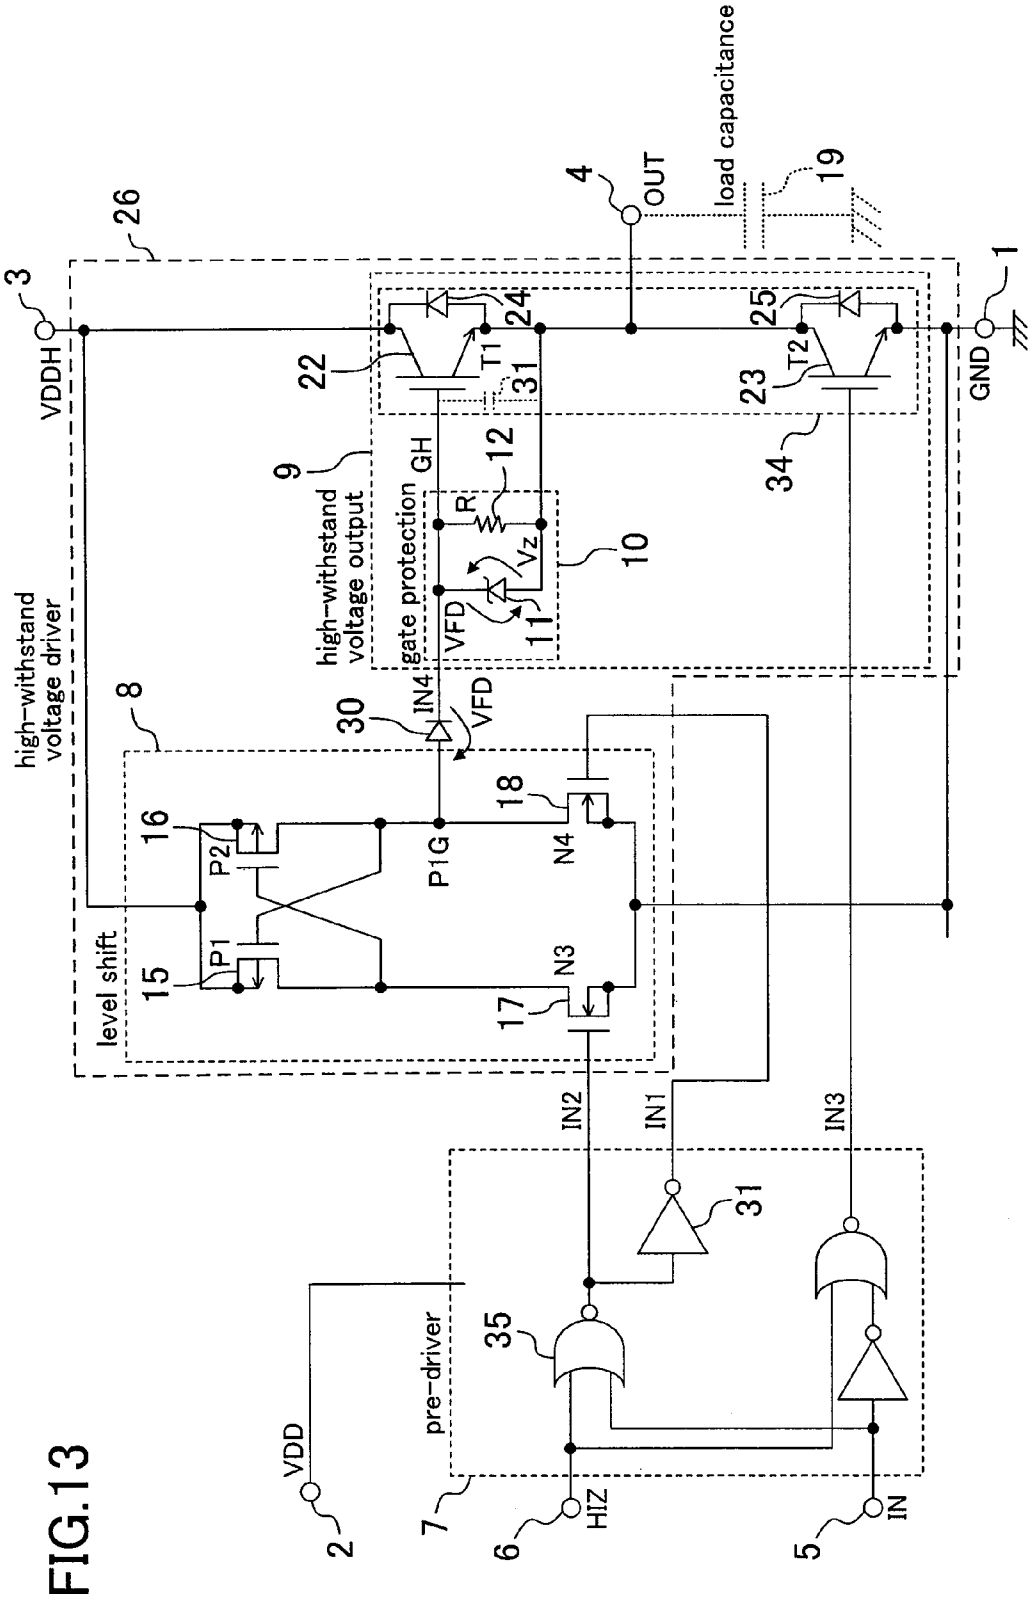 FIG.13
high-withstand
voltage driver
26
VDDH
3
level shift
8
15
P1
P2
16
P1G
17
N3
N4
18
30
IN4
VFD
9
high-withstand
voltage output
gate protection
GH
VFD
11
Vz
R
12
10
22
T1
24
31
T2
25
23
34
4
OUT
load capacitance
19
GND
1
VDD
2
pre-driver
7
35
31
IN2
IN1
IN3
HIZ
6
IN
5